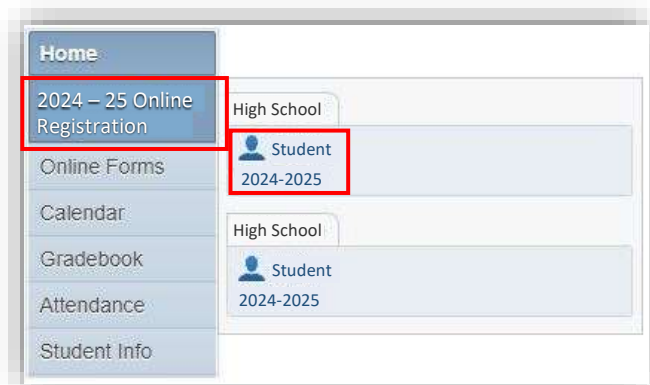 Home
2024 – 25 Online
Registration
Online Forms
Calendar
Gradebook
Attendance
Student Info
High School
Student
2024-2025
High School
Student
2024-2025